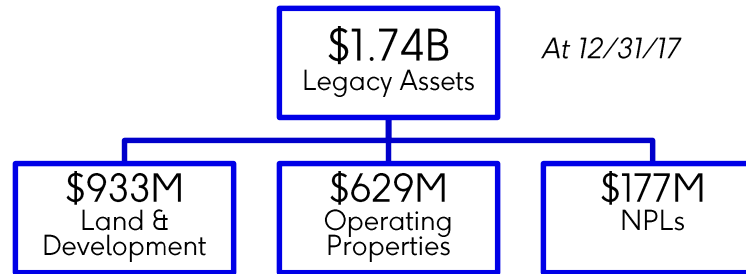 $1.74B
Legacy Assets
At 12/31/17
$933M
Land &
Development
$629M
Operating
Properties
$177M
NPLs